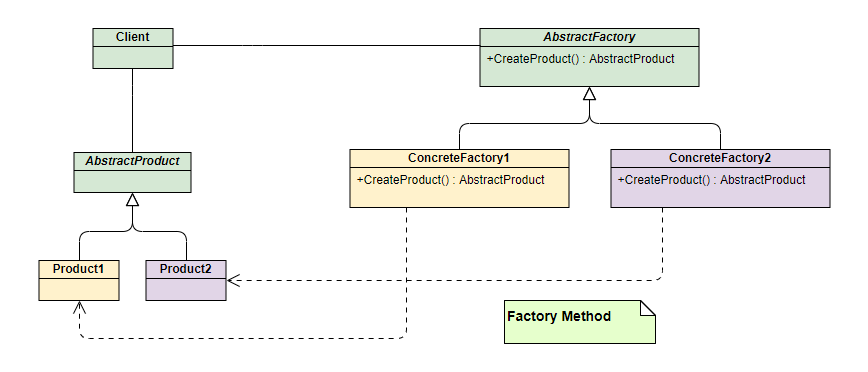 Client
AbstractFactory
+CreateProduct() : AbstractProduct
AbstractProduct
ConcreteFactory1
+CreateProduct() : AbstractProduct
ConcreteFactory2
+CreateProduct() : AbstractProduct
Product1
Product2
Factory Method